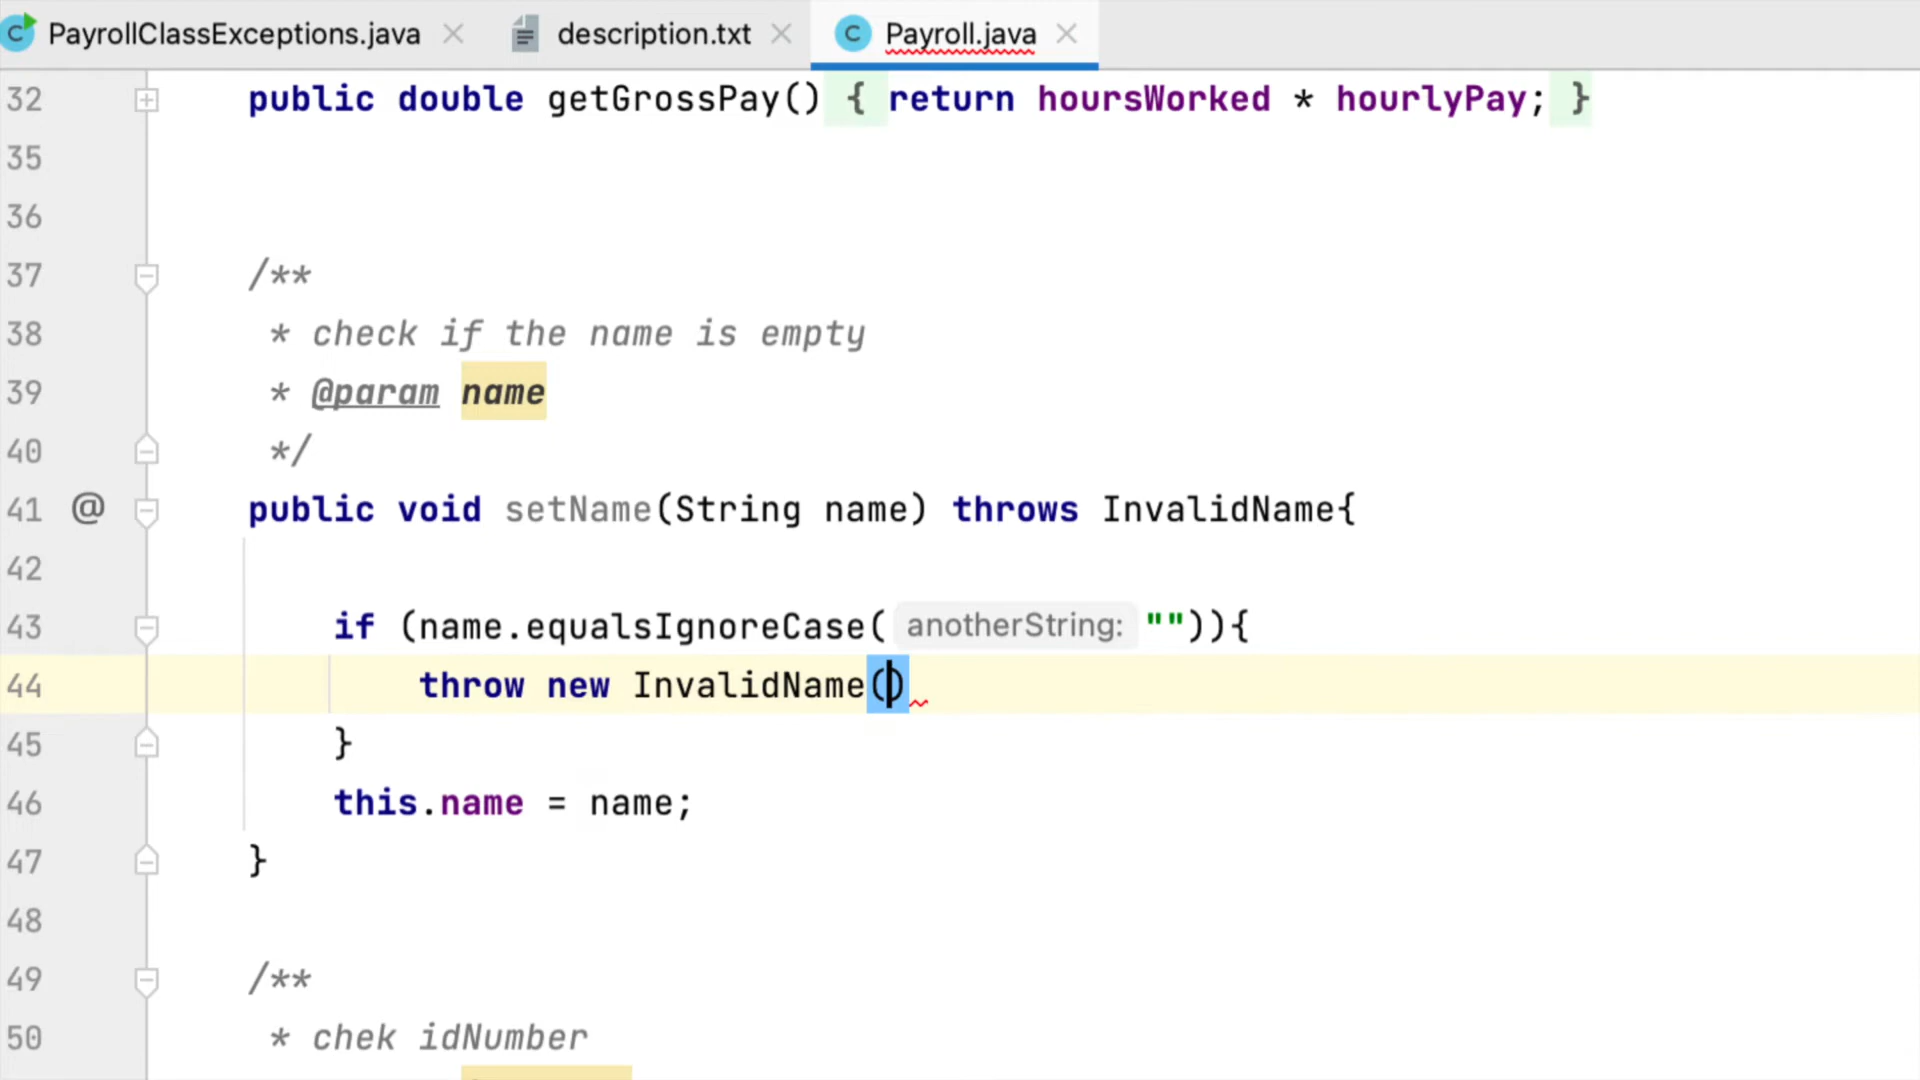 PayrollClassExceptions.java description.txt Payroll.java
32 public double getGrossPay() { return hoursWorked * hourlyPay; }
35
36
37 /**
38 * check if the name is empty
39 * @param name
40 */
41 @ public void setName(String name) throws InvalidName{
42
43 if (name.equalsIgnoreCase( anotherString: "")){
44 throw new InvalidName()
45 }
46 this.name = name;
47 }
48
49 /**
50 * chek idNumber